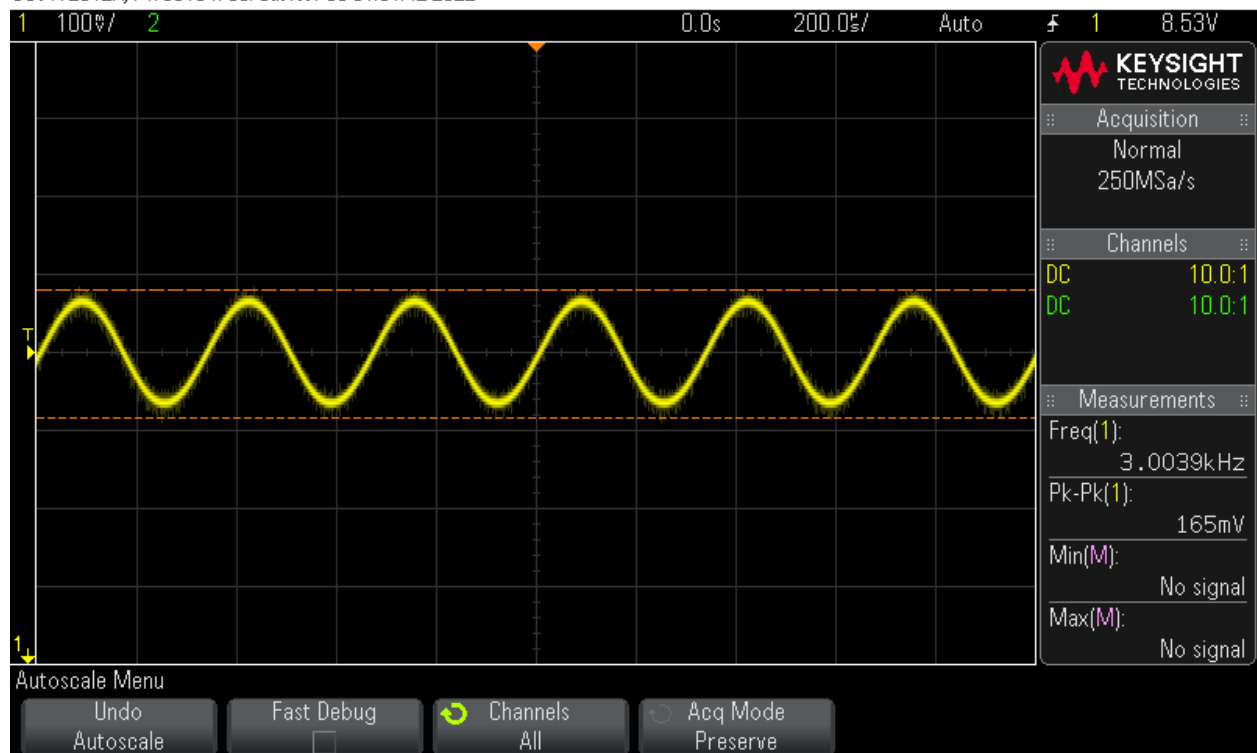 1 100mV/ 2 0.0s 200.0us/ Auto 1 8.53V
KEYSIGHT
TECHNOLOGIES
Acquisition
Normal
250MSa/s
Channels
DC 10.0:1
DC 10.0:1
T
Measurements
Freq(1):
3.0039kHz
Pk-Pk(1):
165mV
Min(M):
No signal
Max(M):
No signal
1
Autoscale Menu
Undo Autoscale
Fast Debug
Channels All
Acq Mode Preserve